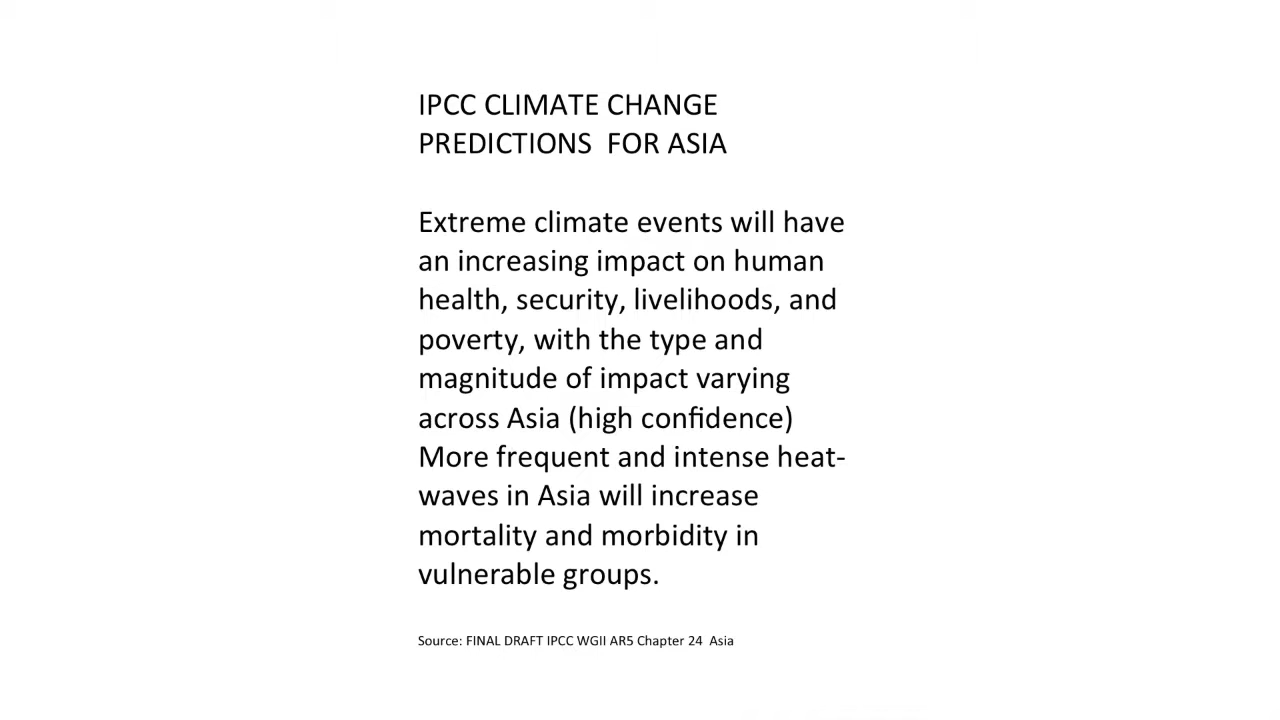 IPCC CLIMATE CHANGE
PREDICTIONS  FOR ASIA
Extreme climate events will have
an increasing impact on human
health, security, livelihoods, and
poverty, with the type and
magnitude of impact varying
across Asia (high confidence)
More frequent and intense heat-
waves in Asia will increase
mortality and morbidity in
vulnerable groups.
Source: FINAL DRAFT IPCC WGII AR5 Chapter 24  Asia